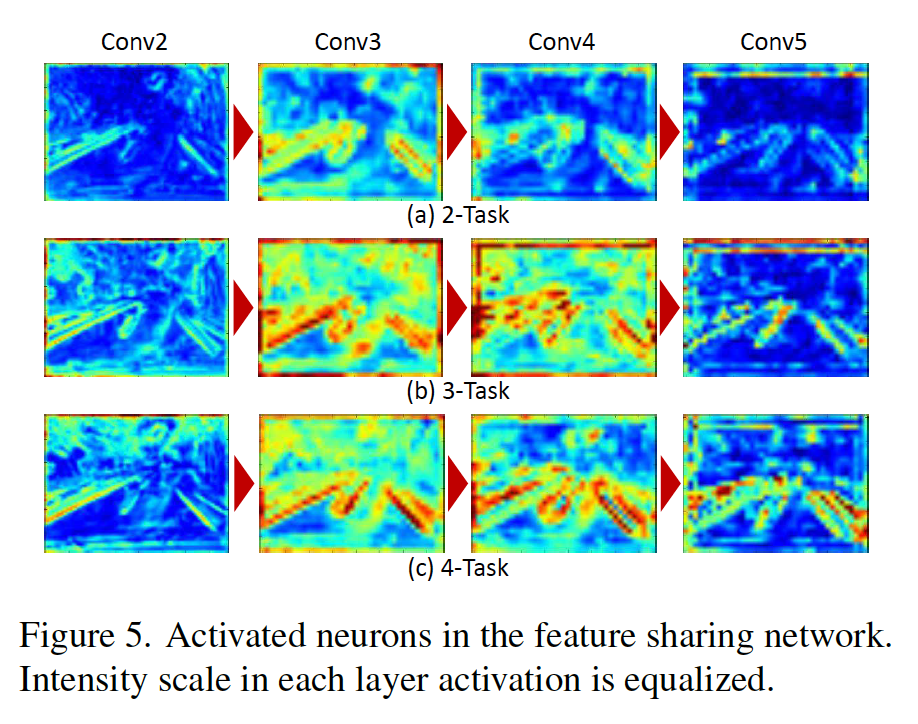 Conv2 Conv3 Conv4 Conv5
(a) 2-Task
(b) 3-Task
(c) 4-Task
Figure 5. Activated neurons in the feature sharing network.
Intensity scale in each layer activation is equalized.